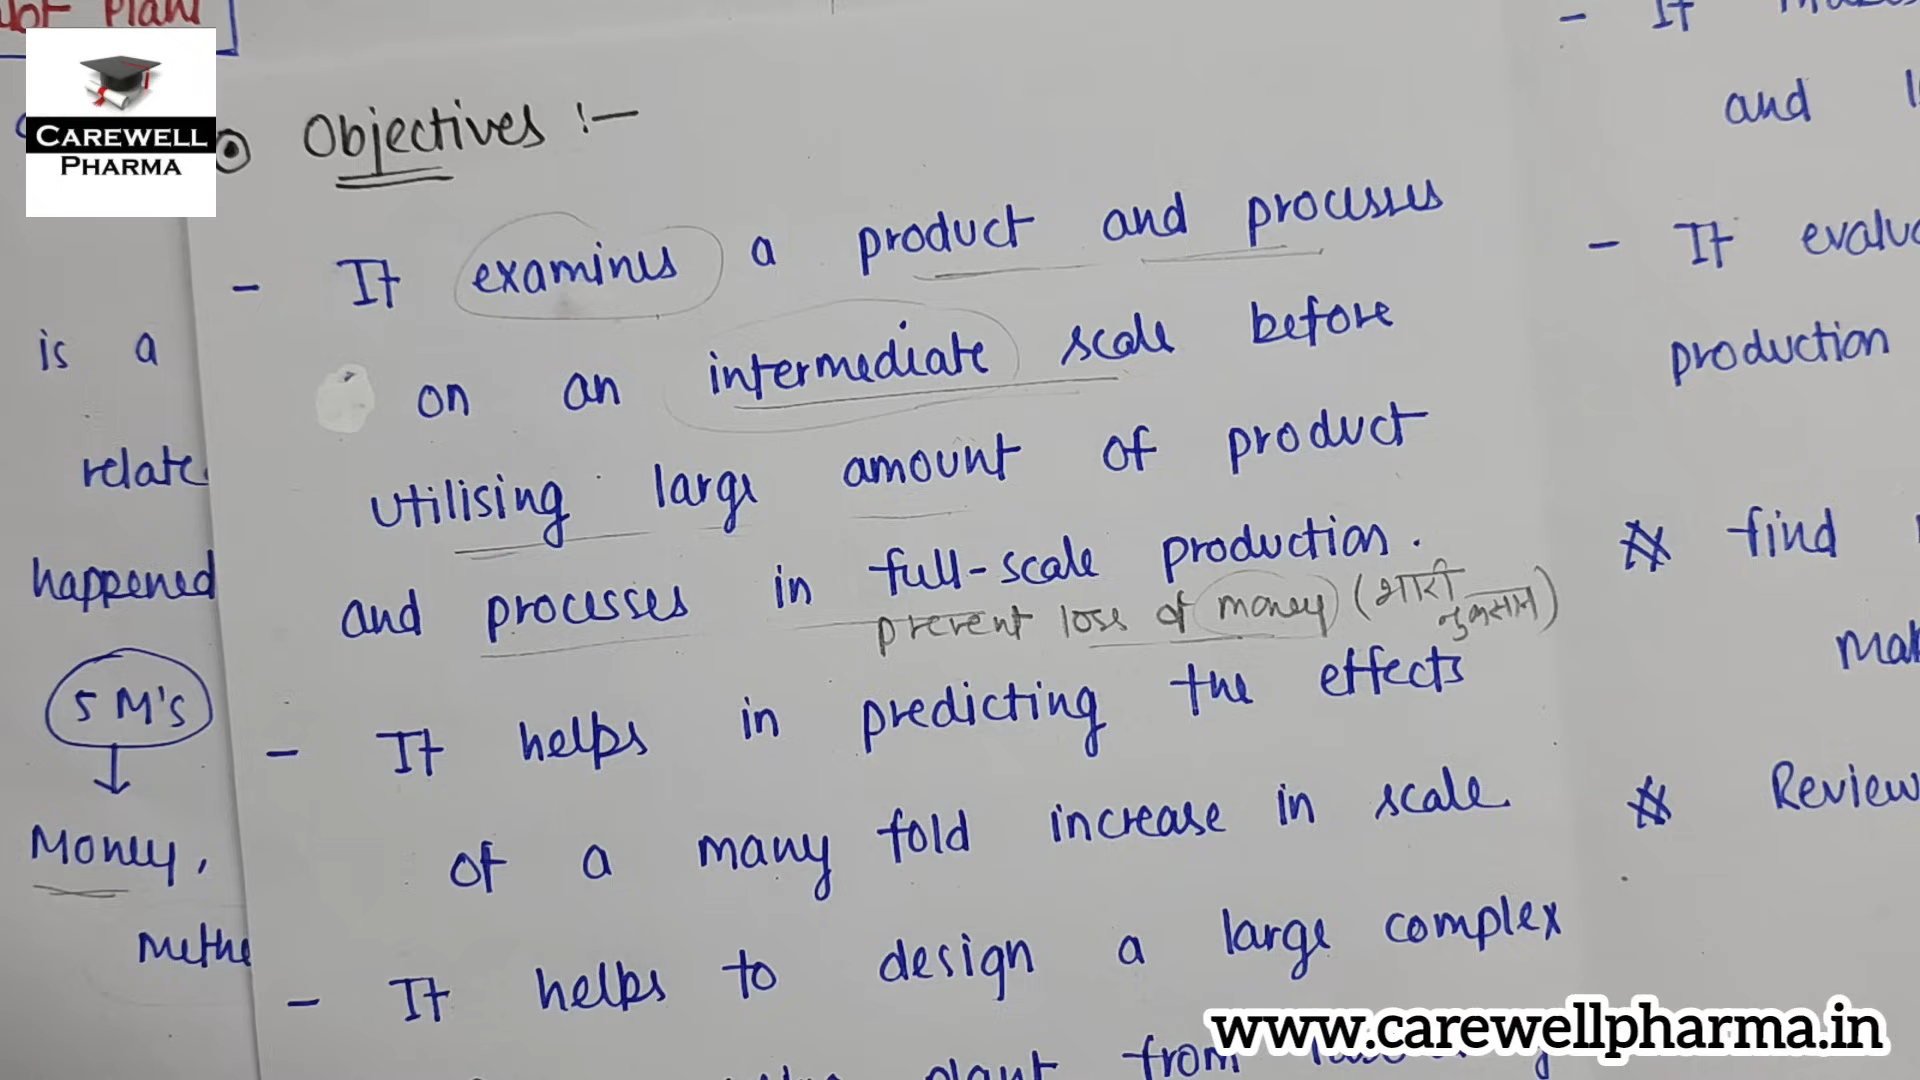 Plant
CAREWELL
PHARMA
Objectives :-
- It examines a product and processes
on an intermediate scale before
utilising large amount of product
and processes in full-scale production.
prevent loss of money (भारी नुकसान)
- It helps in predicting the effects
of a many fold increase in scale
- It helps to design a large complex
plant from
is a
relate
happened
5 M's
Money,
- It
and
- It
production
find
Review
www.carewellpharma.in